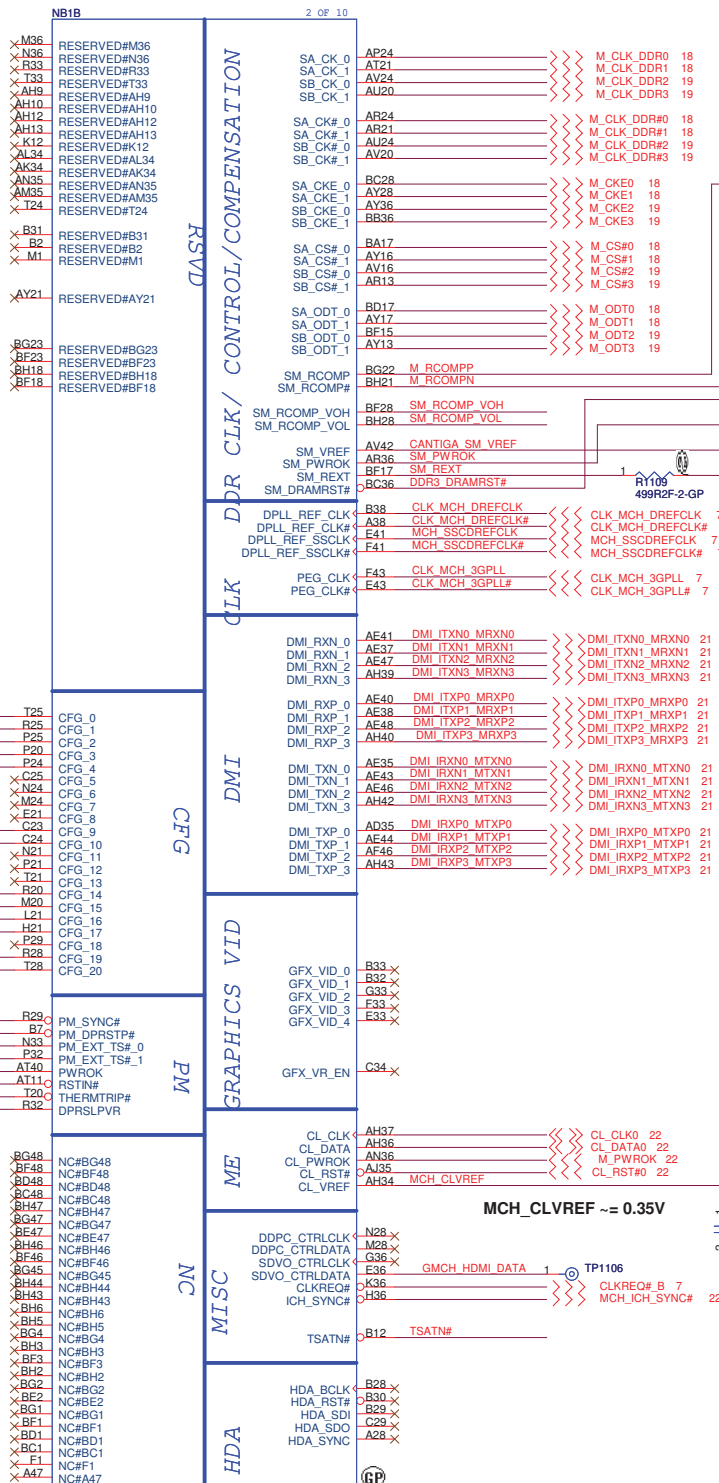 NB1B
2 OF 10
M36 RESERVED#M36
N36 RESERVED#N36
R33 RESERVED#R33
T33 RESERVED#T33
AH9 RESERVED#AH9
AH10 RESERVED#AH10
AH12 RESERVED#AH12
AH13 RESERVED#AH13
K12 RESERVED#K12
AL34 RESERVED#AL34
AK34 RESERVED#AK34
AN35 RESERVED#AN35
AM35 RESERVED#AM35
T24 RESERVED#T24
B31 RESERVED#B31
B2 RESERVED#B2
M1 RESERVED#M1
AY21 RESERVED#AY21
BG23 RESERVED#BG23
BF23 RESERVED#BF23
BH18 RESERVED#BH18
BF18 RESERVED#BF18
RSVD
T25 CFG_0
R25 CFG_1
P25 CFG_2
P20 CFG_3
P24 CFG_4
C25 CFG_5
N24 CFG_6
M24 CFG_7
E21 CFG_8
C23 CFG_9
C24 CFG_10
N21 CFG_11
P21 CFG_12
T21 CFG_13
R20 CFG_14
M20 CFG_15
L21 CFG_16
H21 CFG_17
P29 CFG_18
R28 CFG_19
T28 CFG_20
CFG
R29 PM_SYNC#
B7 PM_DPRSTP#
N33 PM_EXT_TS#_0
P32 PM_EXT_TS#_1
AT40 PWROK
AT11 RSTIN#
T20 THERMTRIP#
R32 DPRSLPVR
PM
BG48 NC#BG48
BF48 NC#BF48
BD48 NC#BD48
BC48 NC#BC48
BH47 NC#BH47
BG47 NC#BG47
BE47 NC#BE47
BH46 NC#BH46
BF46 NC#BF46
BG45 NC#BG45
BH44 NC#BH44
BH43 NC#BH43
BH6 NC#BH6
BH5 NC#BH5
BG4 NC#BG4
BH3 NC#BH3
BF3 NC#BF3
BH2 NC#BH2
BG2 NC#BG2
BE2 NC#BE2
BG1 NC#BG1
BF1 NC#BF1
BD1 NC#BD1
BC1 NC#BC1
F1 NC#F1
A47 NC#A47
NC
DDR CLK/ CONTROL/COMPENSATION
SA_CK_0 AP24 M_CLK_DDR0 18
SA_CK_1 AT21 M_CLK_DDR1 18
SB_CK_0 AV24 M_CLK_DDR2 19
SB_CK_1 AU20 M_CLK_DDR3 19
SA_CK#_0 AR24 M_CLK_DDR#0 18
SA_CK#_1 AR21 M_CLK_DDR#1 18
SB_CK#_0 AU24 M_CLK_DDR#2 19
SB_CK#_1 AV20 M_CLK_DDR#3 19
SA_CKE_0 BC28 M_CKE0 18
SA_CKE_1 AY28 M_CKE1 18
SB_CKE_0 AY36 M_CKE2 19
SB_CKE_1 BB36 M_CKE3 19
SA_CS#_0 BA17 M_CS#0 18
SA_CS#_1 AY16 M_CS#1 18
SB_CS#_0 AV16 M_CS#2 19
SB_CS#_1 AR13 M_CS#3 19
SA_ODT_0 BD17 M_ODT0 18
SA_ODT_1 AY17 M_ODT1 18
SB_ODT_0 BF15 M_ODT2 19
SB_ODT_1 AY13 M_ODT3 19
SM_RCOMP BG22 M_RCOMPP
SM_RCOMP# BH21 M_RCOMPN
SM_RCOMP_VOH BF28 SM_RCOMP_VOH
SM_RCOMP_VOL BH28 SM_RCOMP_VOL
SM_VREF AV42 CANTIGA_SM_VREF
SM_PWROK AR36 SM_PWROK
SM_REXT BF17 SM_REXT 1
SM_DRAMRST# BC36 DDR3_DRAMRST#
R1109
499R2F-2-GP
CLK
DPLL_REF_CLK B38 CLK_MCH_DREFCLK CLK_MCH_DREFCLK 7
DPLL_REF_CLK# A38 CLK_MCH_DREFCLK# CLK_MCH_DREFCLK#
DPLL_REF_SSCLK E41 MCH_SSCDREFCLK MCH_SSCDREFCLK 7
DPLL_REF_SSCLK# F41 MCH_SSCDREFCLK# MCH_SSCDREFCLK#
PEG_CLK F43 CLK_MCH_3GPLL CLK_MCH_3GPLL 7
PEG_CLK# E43 CLK_MCH_3GPLL# CLK_MCH_3GPLL# 7
DMI
DMI_RXN_0 AE41 DMI_ITXN0_MRXN0 DMI_ITXN0_MRXN0 21
DMI_RXN_1 AE37 DMI_ITXN1_MRXN1 DMI_ITXN1_MRXN1 21
DMI_RXN_2 AE47 DMI_ITXN2_MRXN2 DMI_ITXN2_MRXN2 21
DMI_RXN_3 AH39 DMI_ITXN3_MRXN3 DMI_ITXN3_MRXN3 21
DMI_RXP_0 AE40 DMI_ITXP0_MRXP0 DMI_ITXP0_MRXP0 21
DMI_RXP_1 AE38 DMI_ITXP1_MRXP1 DMI_ITXP1_MRXP1 21
DMI_RXP_2 AE48 DMI_ITXP2_MRXP2 DMI_ITXP2_MRXP2 21
DMI_RXP_3 AH40 DMI_ITXP3_MRXP3 DMI_ITXP3_MRXP3 21
DMI_TXN_0 AE35 DMI_IRXN0_MTXN0 DMI_IRXN0_MTXN0 21
DMI_TXN_1 AE43 DMI_IRXN1_MTXN1 DMI_IRXN1_MTXN1 21
DMI_TXN_2 AE46 DMI_IRXN2_MTXN2 DMI_IRXN2_MTXN2 21
DMI_TXN_3 AH42 DMI_IRXN3_MTXN3 DMI_IRXN3_MTXN3 21
DMI_TXP_0 AD35 DMI_IRXP0_MTXP0 DMI_IRXP0_MTXP0 21
DMI_TXP_1 AE44 DMI_IRXP1_MTXP1 DMI_IRXP1_MTXP1 21
DMI_TXP_2 AF46 DMI_IRXP2_MTXP2 DMI_IRXP2_MTXP2 21
DMI_TXP_3 AH43 DMI_IRXP3_MTXP3 DMI_IRXP3_MTXP3 21
GRAPHICS VID
GFX_VID_0 B33
GFX_VID_1 B32
GFX_VID_2 G33
GFX_VID_3 F33
GFX_VID_4 E33
GFX_VR_EN C34
ME
CL_CLK AH37 CL_CLK0 22
CL_DATA AH36 CL_DATA0 22
CL_PWROK AN36 M_PWROK 22
CL_RST# AJ35 CL_RST#0 22
CL_VREF AH34 MCH_CLVREF
MCH_CLVREF ~= 0.35V
MISC
DDPC_CTRLCLK N28
DDPC_CTRLDATA M28
SDVO_CTRLCLK G36
SDVO_CTRLDATA E36 GMCH_HDMI_DATA 1 TP1106
CLKREQ# K36 CLKREQ#_B 7
ICH_SYNC# H36 MCH_ICH_SYNC# 22
TSATN# B12 TSATN#
HDA
HDA_BCLK B28
HDA_RST# B30
HDA_SDI B29
HDA_SDO C29
HDA_SYNC A28
GP